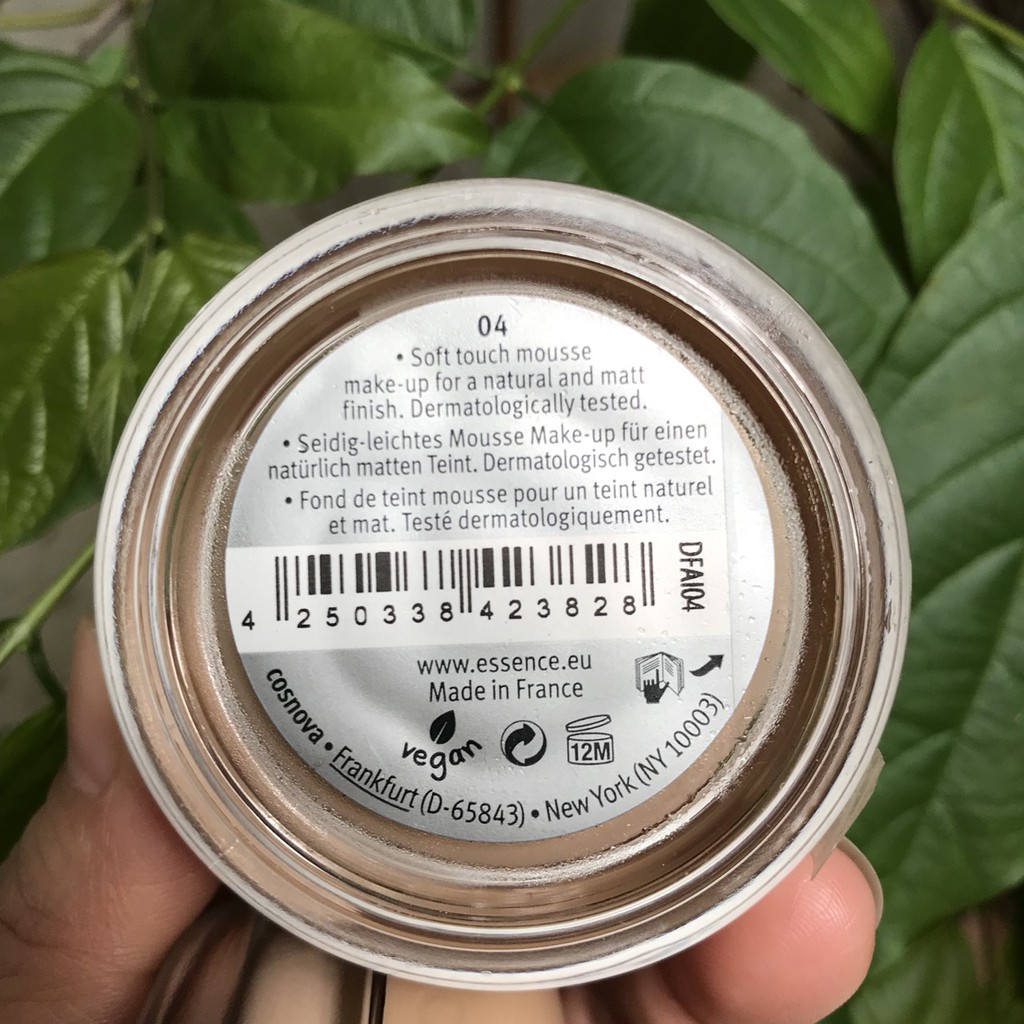 04
• Soft touch mousse
make-up for a natural and matt
finish. Dermatologically tested.
• Seidig-leichtes Mousse Make-up für einen
natürlich matten Teint. Dermatologisch getestet.
• Fond de teint mousse pour un teint naturel
et mat. Testé dermatologiquement.
DFAI04
4 250338 423828
www.essence.eu
Made in France
vegan
12M
cosnova • Frankfurt (D-65843) • New York (NY 10003)